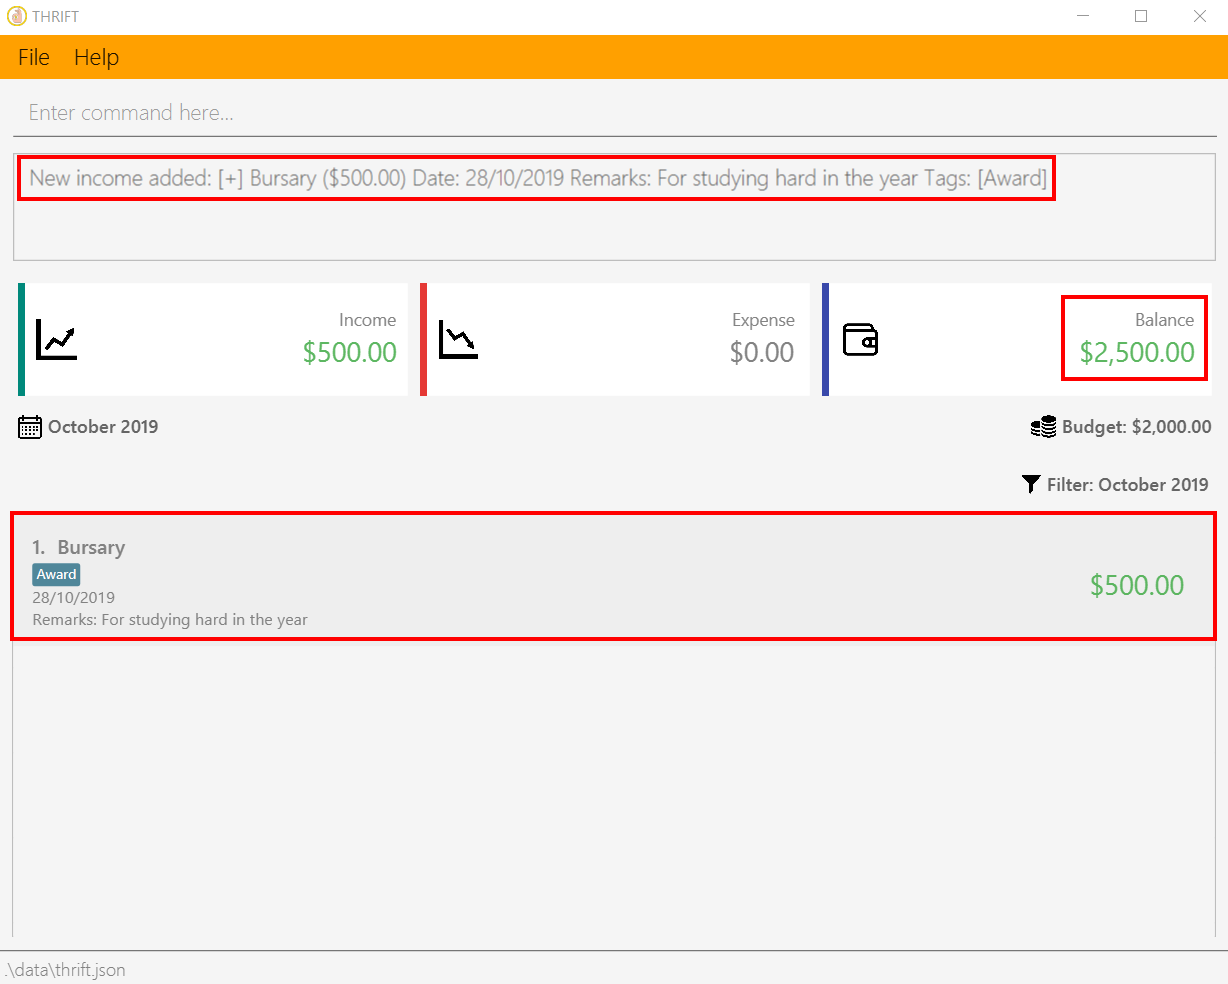 THRIFT
File Help
Enter command here...
New income added: [+] Bursary ($500.00) Date: 28/10/2019 Remarks: For studying hard in the year Tags: [Award]
Income
$500.00
Expense
$0.00
Balance
$2,500.00
October 2019
Budget: $2,000.00
Filter: October 2019
1. Bursary
Award
28/10/2019
Remarks: For studying hard in the year
$500.00
.\data\thrift.json